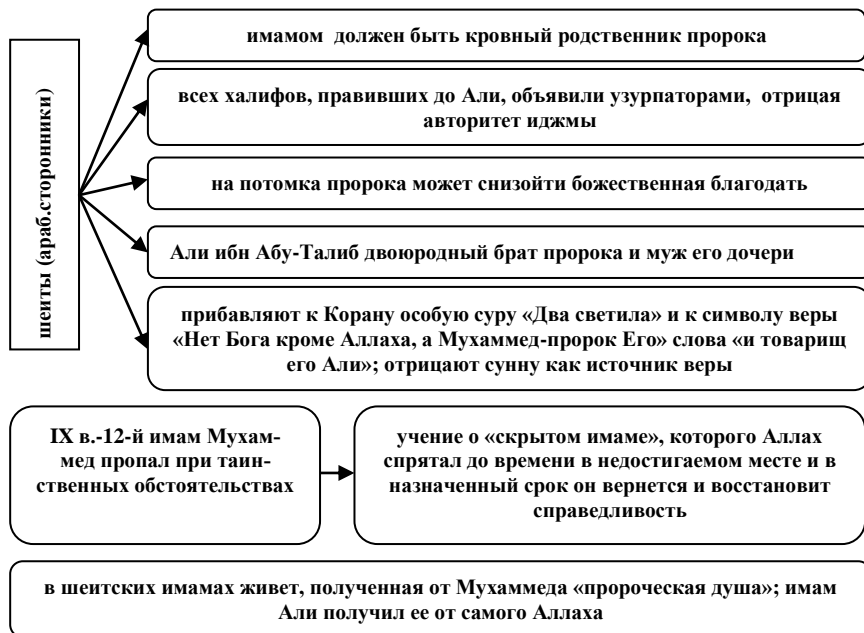 шеиты (араб.сторонники)
имамом должен быть кровный родственник пророка
всех халифов, правивших до Али, объявили узурпаторами, отрицая
авторитет иджмы
на потомка пророка может снизойти божественная благодать
Али ибн Абу-Талиб двоюродный брат пророка и муж его дочери
прибавляют к Корану особую суру «Два светила» и к символу веры
«Нет Бога кроме Аллаха, а Мухаммед-пророк Его» слова «и товарищ
его Али»; отрицают сунну как источник веры
IX в.-12-й имам Мухам-
мед пропал при таин-
ственных обстоятельствах
учение о «скрытом имаме», которого Аллах
спрятал до времени в недостигаемом месте и в
назначенный срок он вернется и восстановит
справедливость
в шеитских имамах живет, полученная от Мухаммеда «пророческая душа»; имам
Али получил ее от самого Аллаха